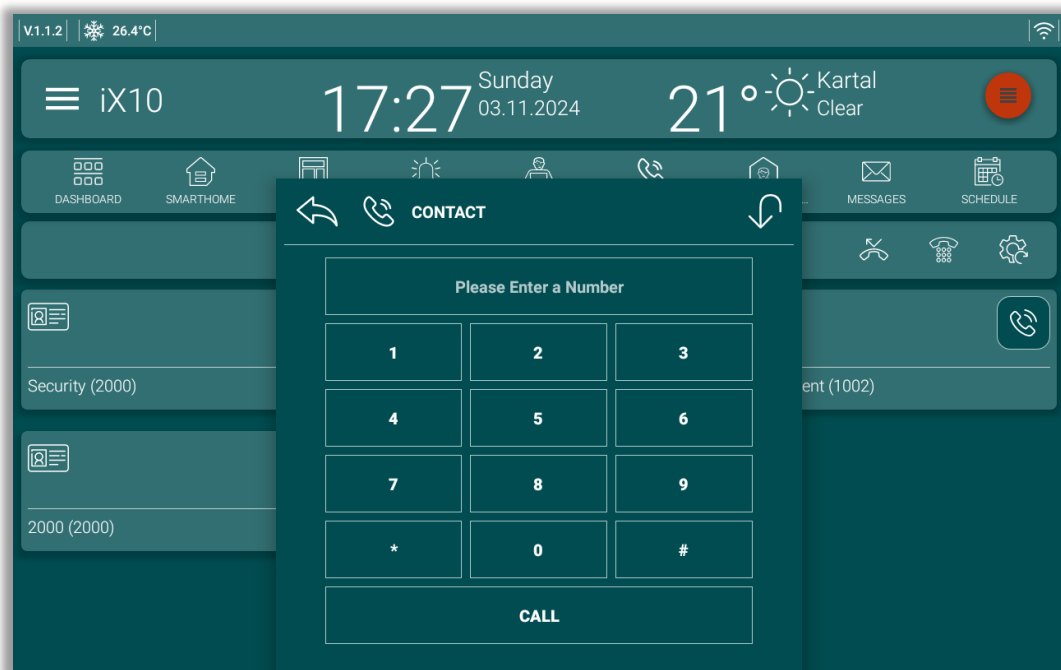 V.1.1.2 26.4°C
iX10 17:27 Sunday 03.11.2024 21° Kartal Clear
DASHBOARD SMARTHOME ... MESSAGES SCHEDULE
CONTACT
Please Enter a Number
1 2 3
Security (2000) ent (1002)
4 5 6
7 8 9
2000 (2000)
* 0 #
CALL